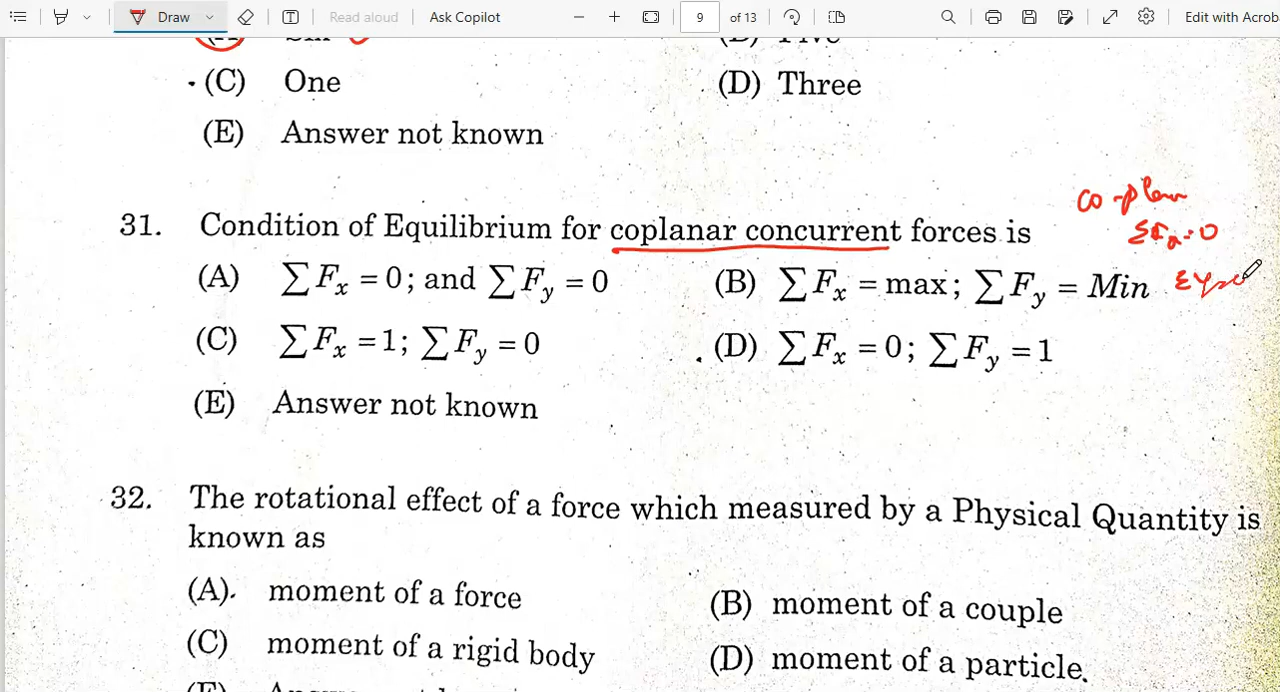 Draw
Read aloud
Ask Copilot
9 of 13
Edit with Acrob
(C) One
(D) Three
(E) Answer not known
31. Condition of Equilibrium for coplanar concurrent forces is
(A) ∑Fx = 0; and ∑Fy = 0
(B) ∑Fx = max; ∑Fy = Min
(C) ∑Fx = 1; ∑Fy = 0
(D) ∑Fx = 0; ∑Fy = 1
(E) Answer not known
32. The rotational effect of a force which measured by a Physical Quantity is
known as
(A). moment of a force
(B) moment of a couple
(C) moment of a rigid body
(D) moment of a particle.